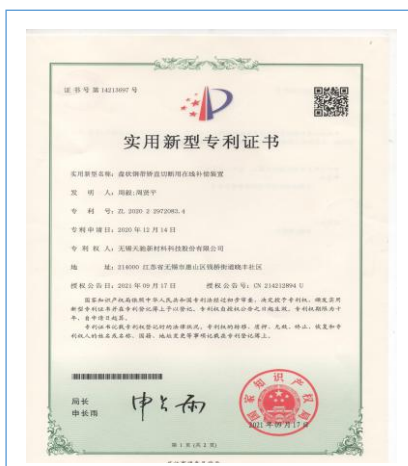 证书号第14213697号
实用新型专利证书
实用新型名称：盘状钢带矫直切断用在线补偿装置
发 明 人：周毅;周贤平
专 利 号：ZL 2020 2 2972083.4
专利申请日：2020年12月14日
专 利 权 人：无锡天能新材料科技股份有限公司
地 址：214000 江苏省无锡市惠山区钱桥街道晓丰社区
授权公告日：2021年09月17日 授权公告号：CN 214212894 U
国家知识产权局依照中华人民共和国专利法经过初步审查，决定授予专利权，颁发实用
新型专利证书并在专利登记簿上予以登记。专利权自授权公告之日起生效。专利权期限为十
年，自申请日起算。
专利证书记载专利权登记时的法律状况。专利权的转移、质押、无效、终止、恢复和专
利权人的姓名或名称、国籍、地址变更等事项记载在专利登记簿上。
局长
申长雨
申长雨
国家知识产权局
2021年09月17日
第 1 页 (共 2 页)